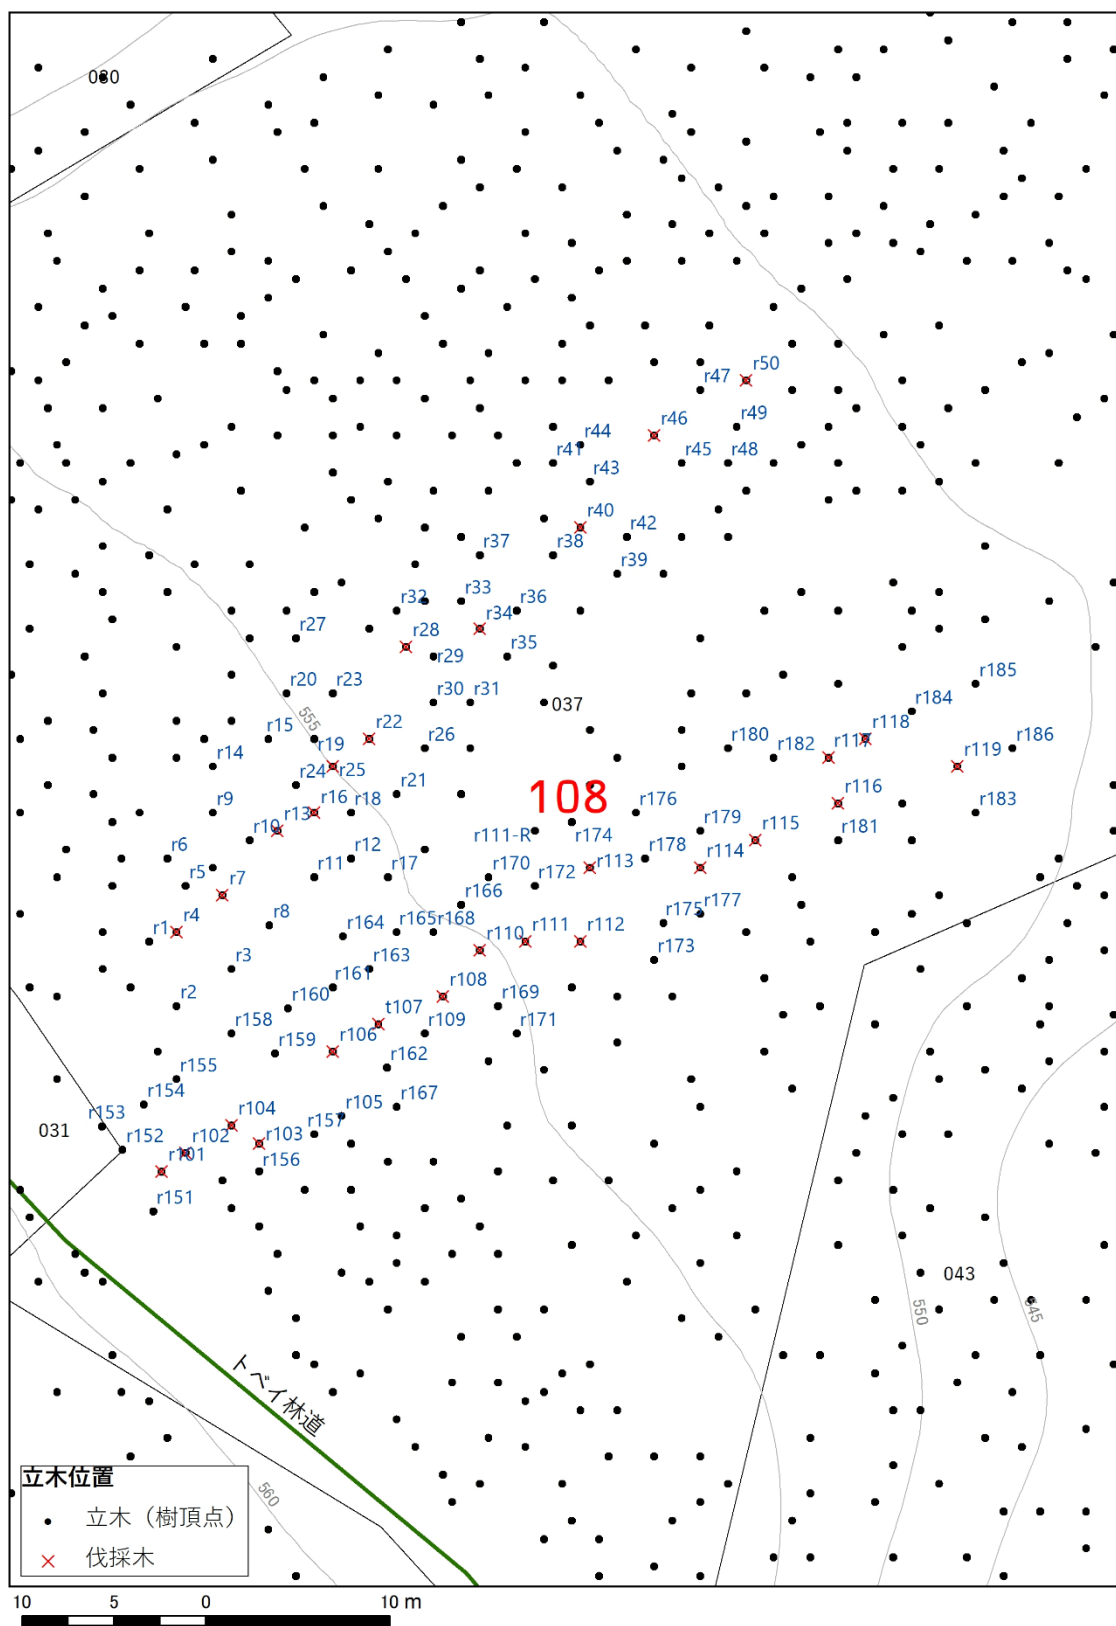 030
r50
r47
r49
r46
r44
r41
r45
r48
r43
r40
r42
r37
r38
r39
r33
r32
r36
r34
r27
r28
r35
r29
r185
r20
r23
r30
r31
037
r184
555
r15
r19
r22
r26
r180
r118
r182
r117
r186
r14
r25
r119
r24
r21
108
r9
r16
r18
r176
r116
r183
r13
r10
r111-R
r174
r179
r115
r181
r6
r12
r11
r17
r170
r113
r178
r114
r5
r7
r172
r166
r1
r4
r8
r164
r165
r168
r110
r111
r112
r175
r177
r3
r163
r161
r173
r2
r160
r108
r169
t107
r158
r159
r106
r109
r171
r155
r162
r154
r105
r167
r153
031
r152
r102
r104
r103
r157
r101
r156
r151
043
550
545
トベイ林道
560
立木位置
立木（樹頂点）
伐採木
10 5 0 10 m